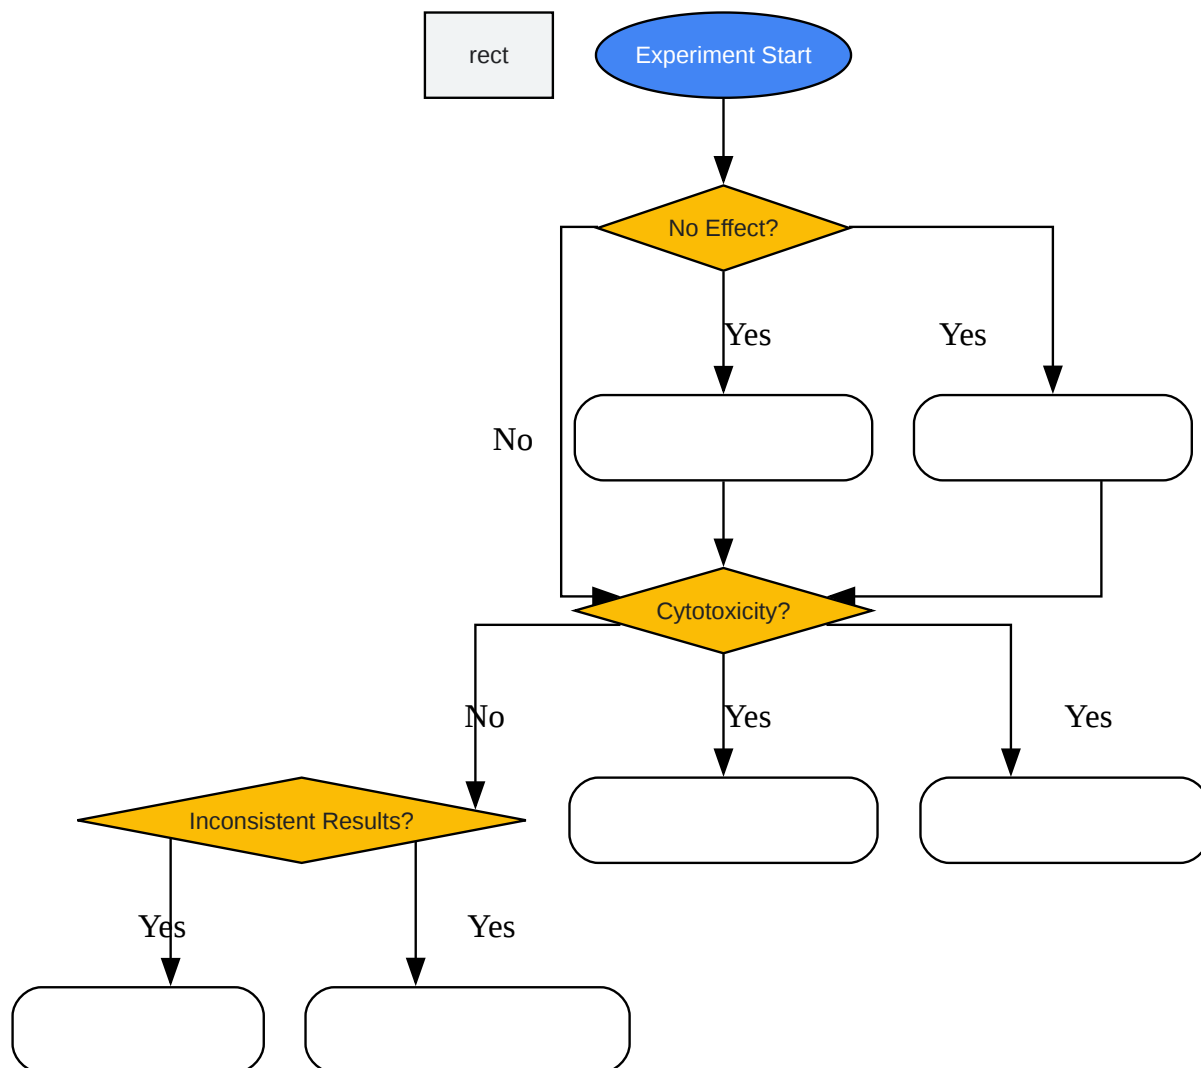 rect
Experiment Start
No Effect?
Yes
Yes
No
Cytotoxicity?
No
Yes
Yes
Inconsistent Results?
Yes
Yes